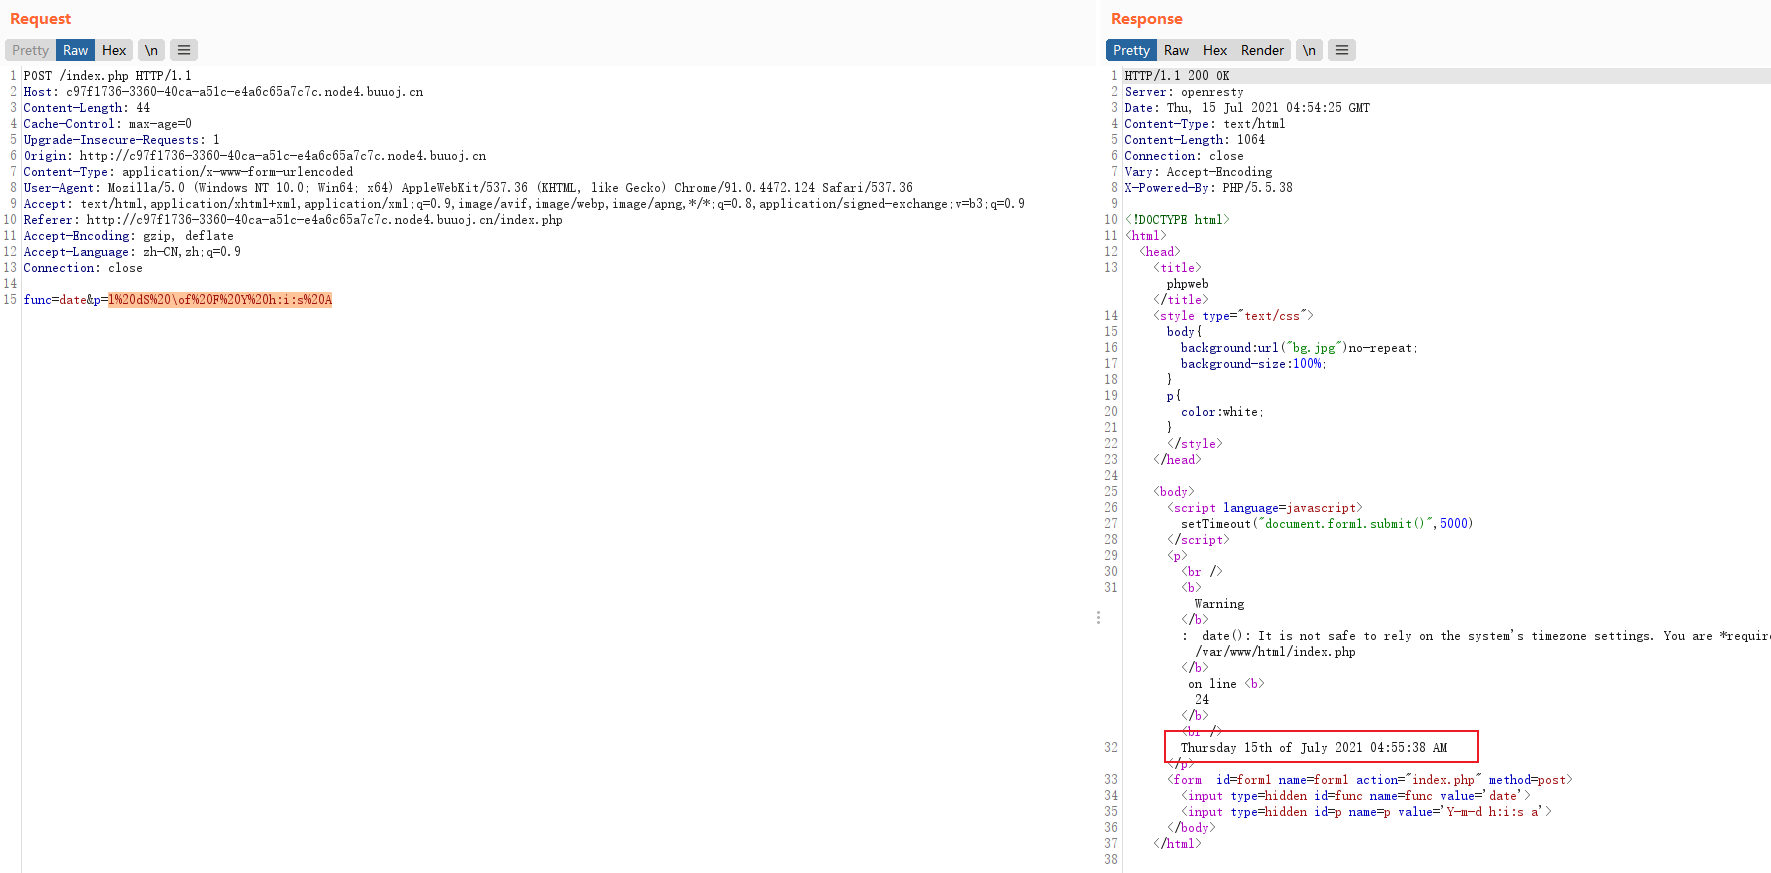 Request
Pretty Raw Hex \n
1 POST /index.php HTTP/1.1
2 Host: c97f1736-3360-40ca-a51c-e4a6c65a7c7c.node4.buuoj.cn
3 Content-Length: 44
4 Cache-Control: max-age=0
5 Upgrade-Insecure-Requests: 1
6 Origin: http://c97f1736-3360-40ca-a51c-e4a6c65a7c7c.node4.buuoj.cn
7 Content-Type: application/x-www-form-urlencoded
8 User-Agent: Mozilla/5.0 (Windows NT 10.0; Win64; x64) AppleWebKit/537.36 (KHTML, like Gecko) Chrome/91.0.4472.124 Safari/537.36
9 Accept: text/html,application/xhtml+xml,application/xml;q=0.9,image/avif,image/webp,image/apng,*/*;q=0.8,application/signed-exchange;v=b3;q=0.9
10 Referer: http://c97f1736-3360-40ca-a51c-e4a6c65a7c7c.node4.buuoj.cn/index.php
11 Accept-Encoding: gzip, deflate
12 Accept-Language: zh-CN,zh;q=0.9
13 Connection: close
14
15 func=date&p=l%20dS%20\of%20F%20Y%20h:i:s%20A
Response
Pretty Raw Hex Render \n
1 HTTP/1.1 200 OK
2 Server: openresty
3 Date: Thu, 15 Jul 2021 04:54:25 GMT
4 Content-Type: text/html
5 Content-Length: 1064
6 Connection: close
7 Vary: Accept-Encoding
8 X-Powered-By: PHP/5.5.38
9
10 <!DOCTYPE html>
11 <html>
12 <head>
13 <title>
phpweb
</title>
14 <style type="text/css">
15 body{
16 background:url("bg.jpg")no-repeat;
17 background-size:100%;
18 }
19 p{
20 color:white;
21 }
22 </style>
23 </head>
24
25 <body>
26 <script language=javascript>
27 setTimeout("document.form1.submit()",5000)
28 </script>
29 <p>
30 <br />
31 <b>
Warning
</b>
: date(): It is not safe to rely on the system's timezone settings. You are *require
/var/www/html/index.php
</b>
on line <b>
24
</b>
<br />
32 Thursday 15th of July 2021 04:55:38 AM
</p>
33 <form id=form1 name=form1 action="index.php" method=post>
34 <input type=hidden id=func name=func value='date'>
35 <input type=hidden id=p name=p value='Y-m-d h:i:s a'>
36 </body>
37 </html>
38